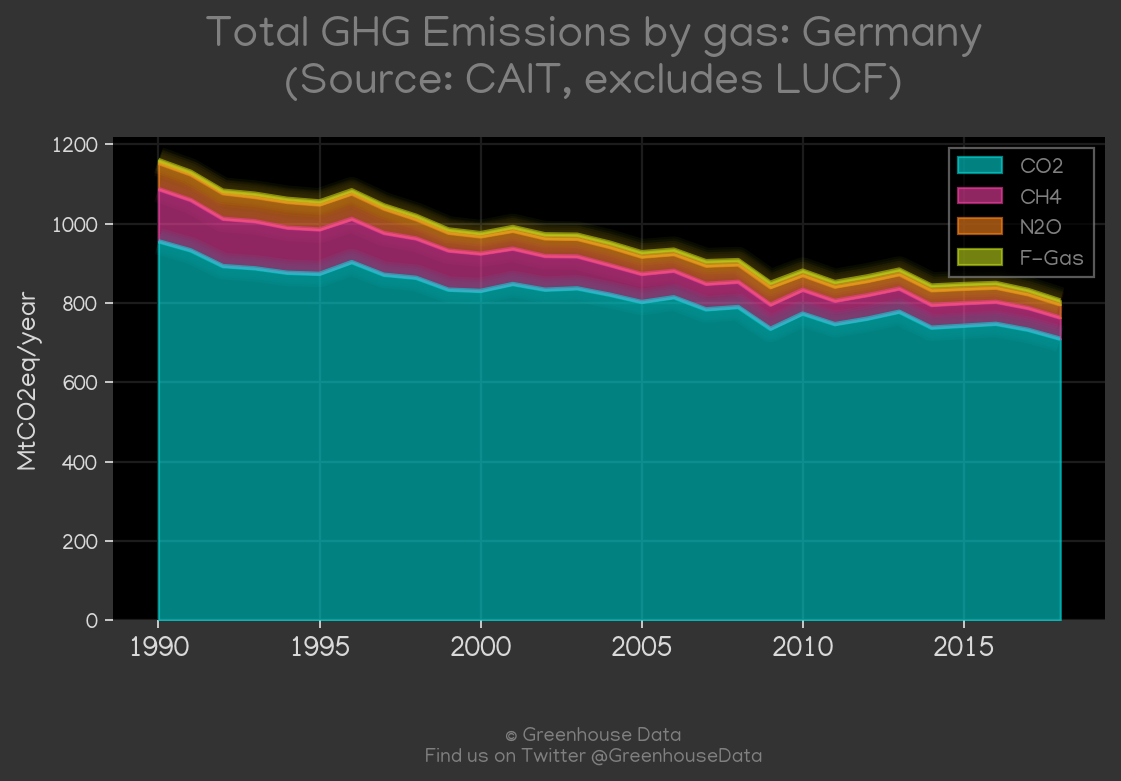 Total GHG Emissions by gas: Germany
(Source: CAIT, excludes LUCF)
1200
1000
800
600
400
200
0
MtCO2eq/year
CO2
CH4
N2O
F-Gas
1990 1995 2000 2005 2010 2015
© Greenhouse Data
Find us on Twitter @GreenhouseData